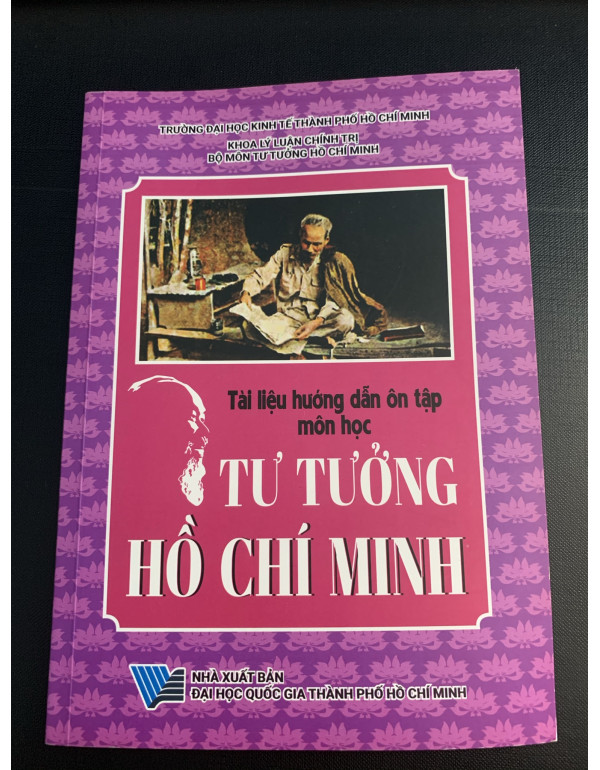 TRƯỜNG ĐẠI HỌC KINH TẾ THÀNH PHỐ HỒ CHÍ MINH
KHOA LÝ LUẬN CHÍNH TRỊ
BỘ MÔN TƯ TƯỞNG HỒ CHÍ MINH
Tài liệu hướng dẫn ôn tập
môn học
TƯ TƯỞNG
HỒ CHÍ MINH
NHÀ XUẤT BẢN
ĐẠI HỌC QUỐC GIA THÀNH PHỐ HỒ CHÍ MINH